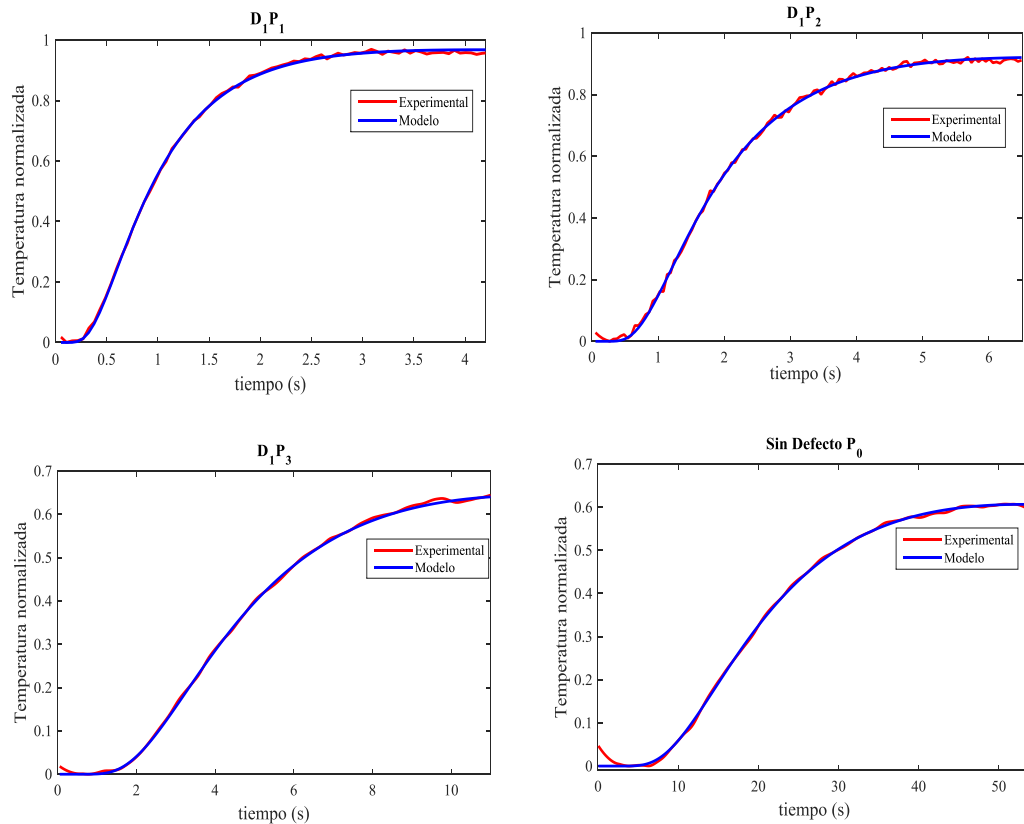 D₁P₁
1
0.8
0.6
0.4
0.2
0
Temperatura normalizada
Experimental
Modelo
0 0.5 1 1.5 2 2.5 3 3.5 4
tiempo (s)
D₁P₂
1
0.8
0.6
0.4
0.2
0
Temperatura normalizada
Experimental
Modelo
0 1 2 3 4 5 6
tiempo (s)
D₁P₃
0.7
0.6
0.5
0.4
0.3
0.2
0.1
0
Temperatura normalizada
Experimental
Modelo
0 2 4 6 8 10
tiempo (s)
Sin Defecto P₀
0.7
0.6
0.5
0.4
0.3
0.2
0.1
0
Temperatura normalizada
Experimental
Modelo
0 10 20 30 40 50
tiempo (s)